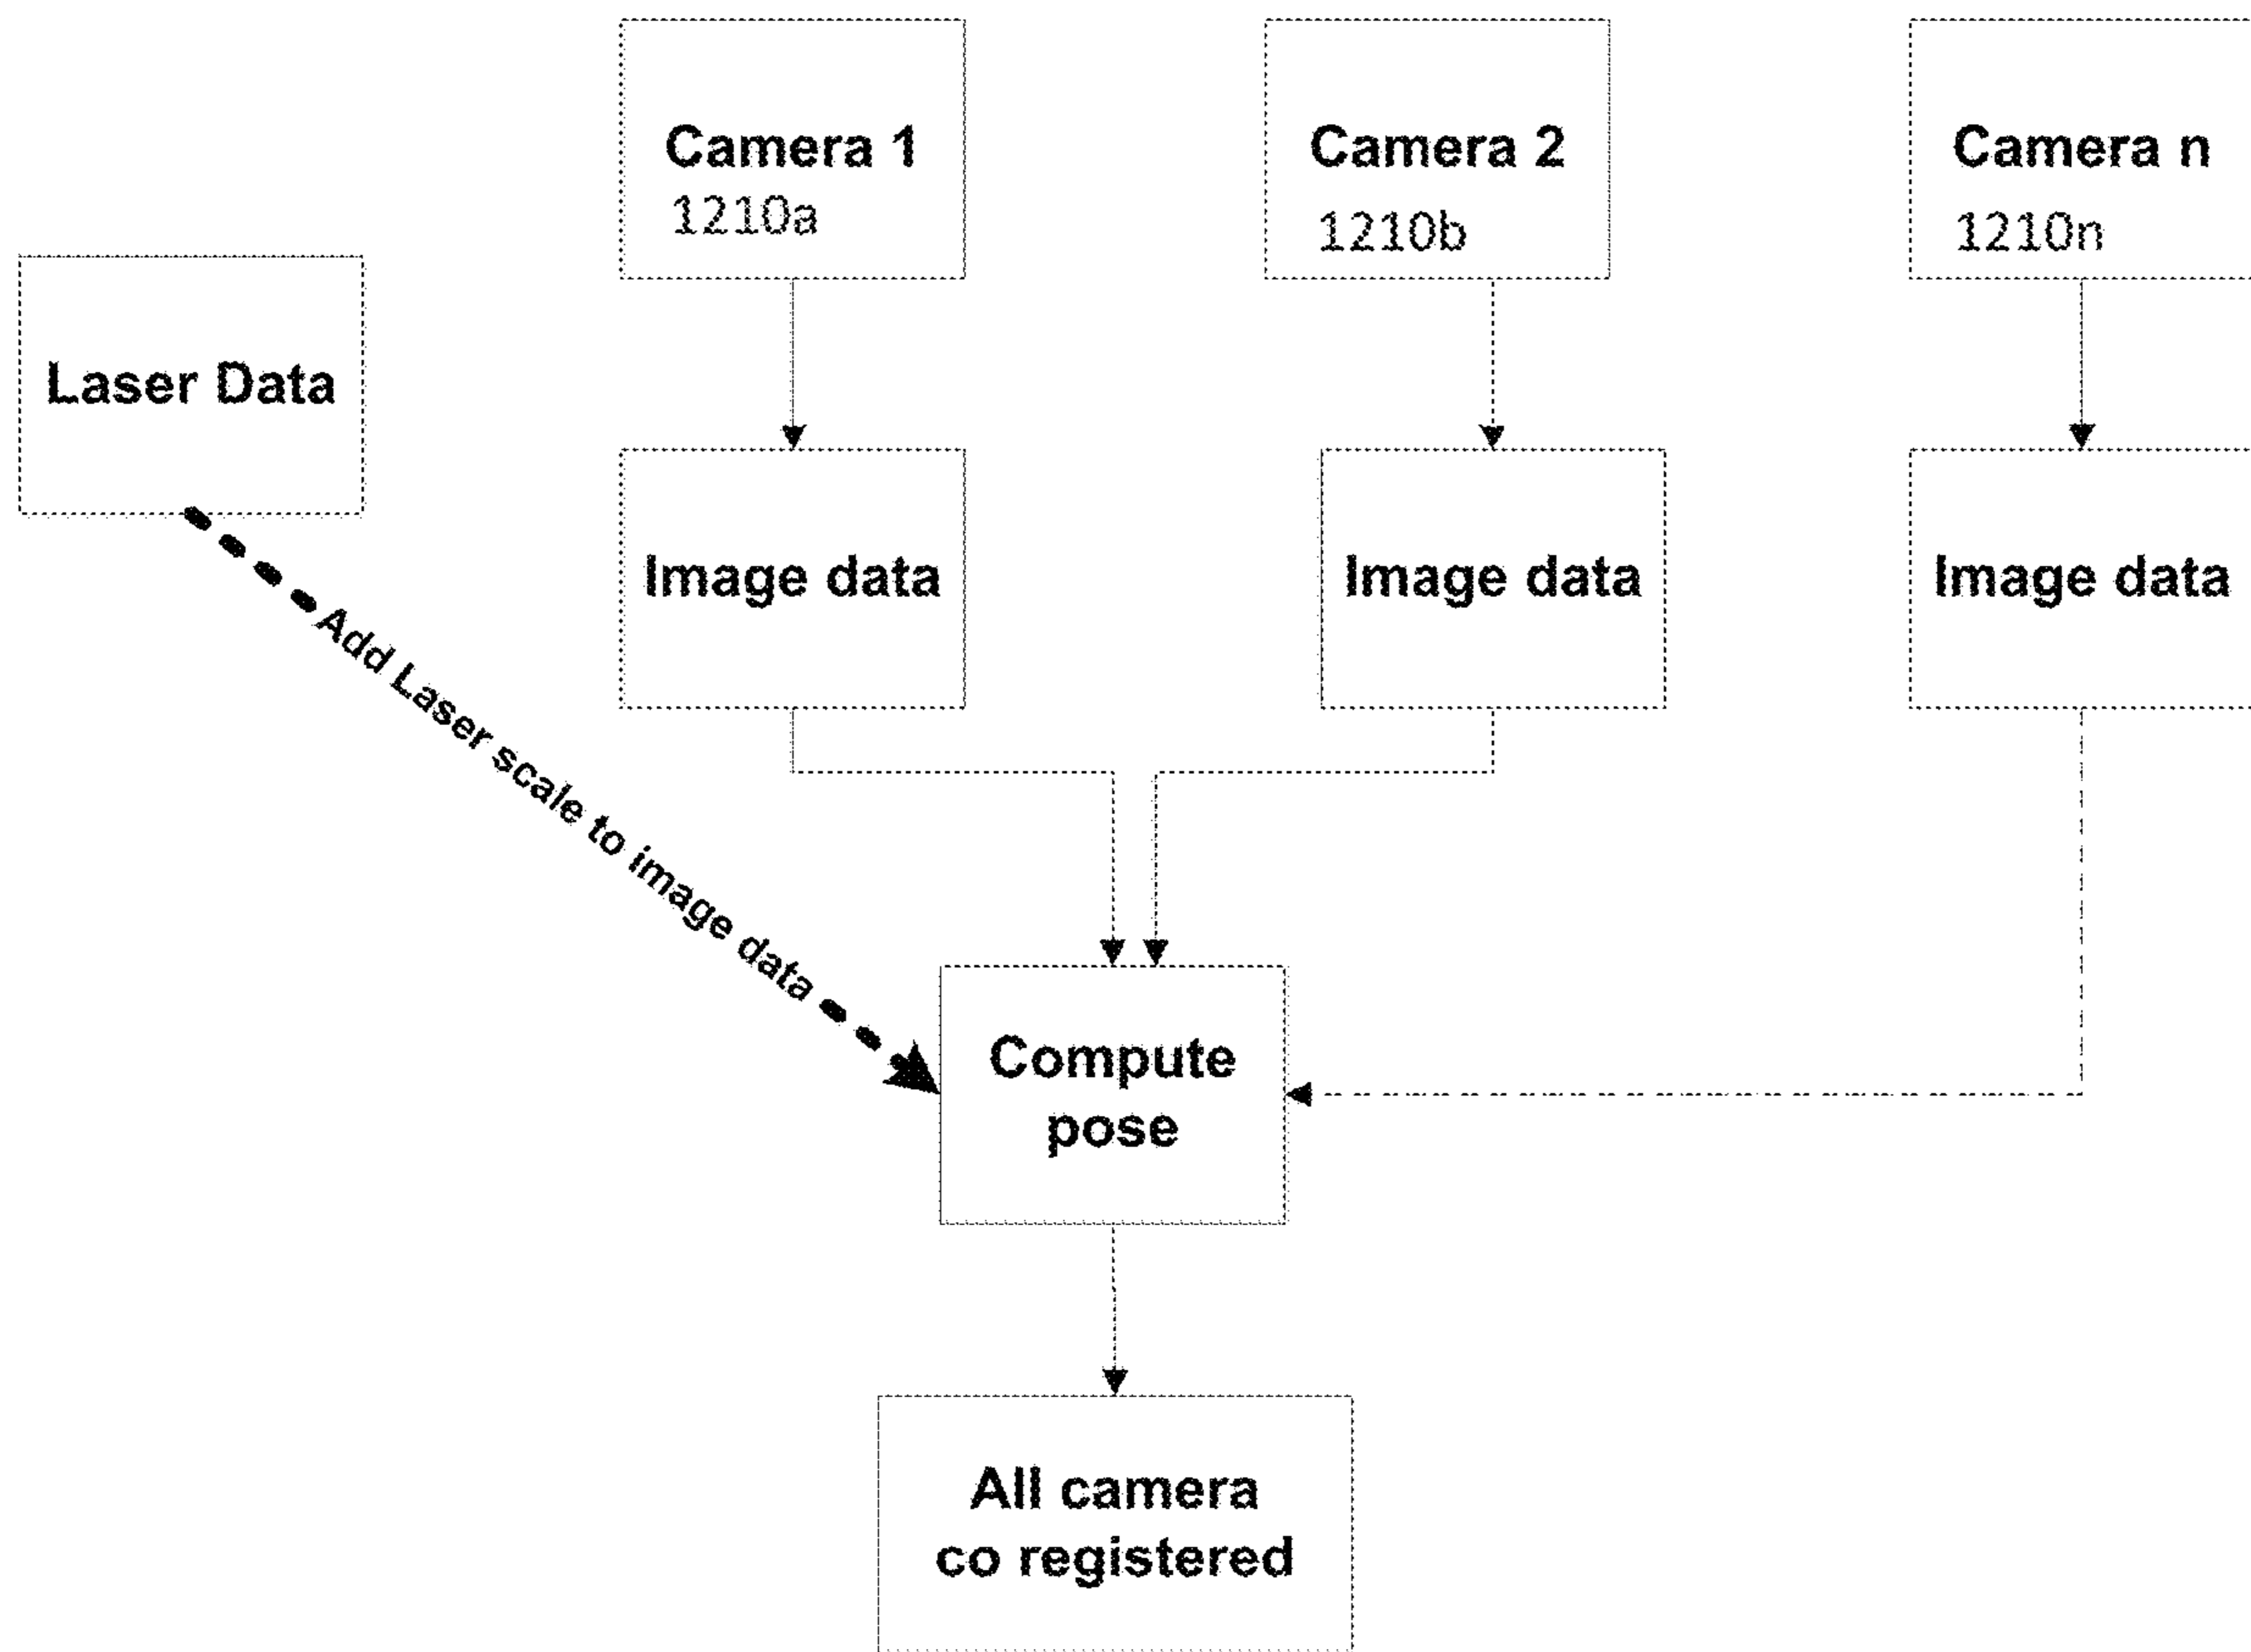 Camera 1
1210a
Camera 2
1210b
Camera n
1210n
Laser Data
Image data
Image data
Image data
Add Laser scale to image data
Compute
pose
All camera
co registered